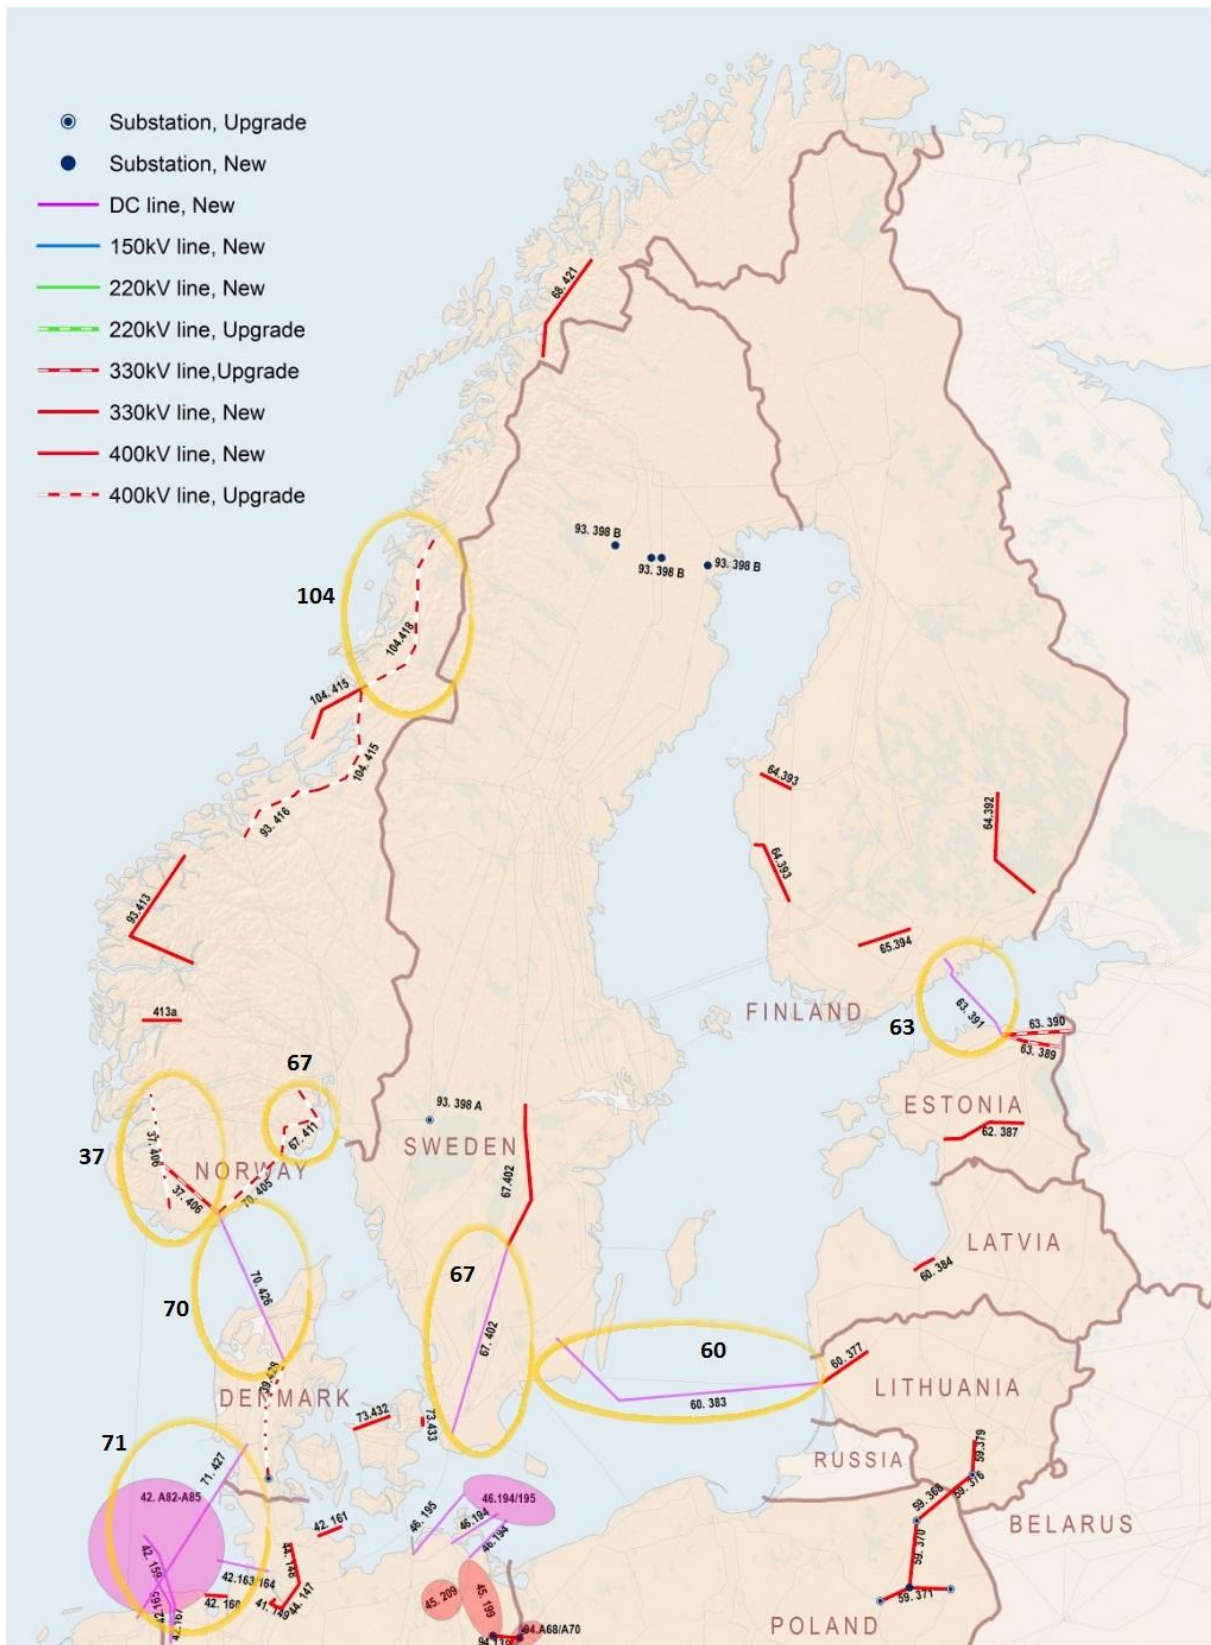 Substation, Upgrade
Substation, New
DC line, New
150kV line, New
220kV line, New
220kV line, Upgrade
330kV line,Upgrade
330kV line, New
400kV line, New
400kV line, Upgrade
68. 421
93. 398 B
93. 398 B
93. 398 B
104
104.418
104. 415
104. 415
93. 416
64.393
64.392
64.393
93.413
65.394
413a
FINLAND
63. 391
63
63. 390
63. 389
67
93. 398 A
ESTONIA
62. 387
SWEDEN
37. 406
67. 411
37
NORWAY
37. 406
70. 405
67.402
LATVIA
60. 384
67
70. 426
70
67. 402
60
60. 377
60. 383
LITHUANIA
DENMARK
73.432
73.433
71
71. 427
RUSSIA
59.379
59. 376
59. 368
42. A82-A85
46.194/195
46. 195
46.194
46.194
42. 161
BELARUS
59. 370
44. 148
42. 159
42.163/164
44. 147
42. 160
42.167
59. 371
45. 209
45. 199
94.A68/A70
POLAND